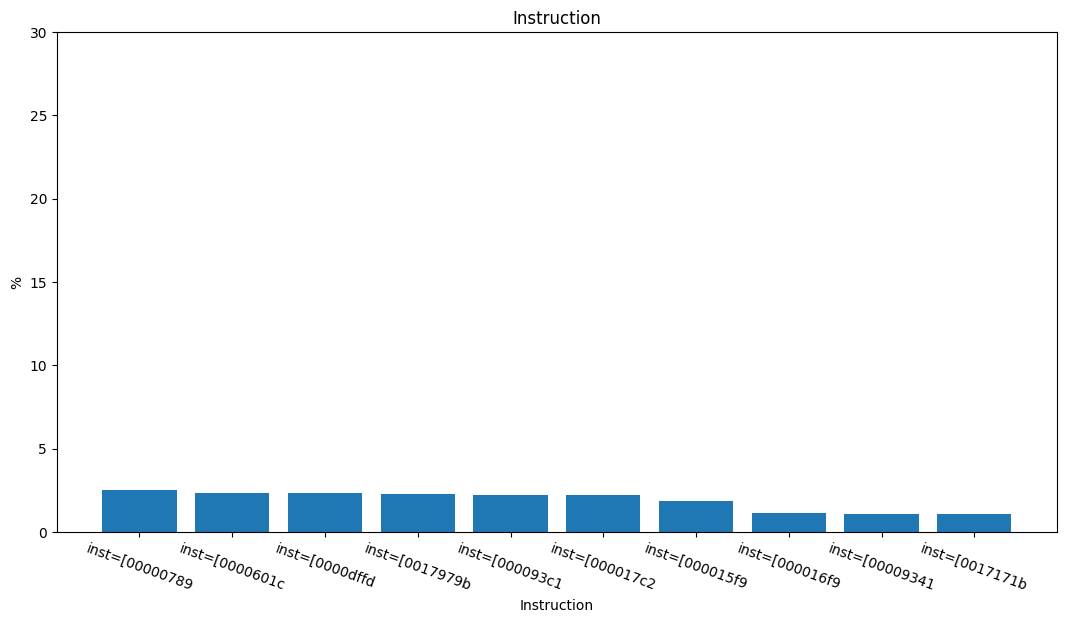 Instruction
30
25
20
15
10
5
0
%
inst=[00000789
inst=[0000601c
inst=[0000dffd
inst=[0017979b
inst=[000093c1
inst=[000017c2
inst=[000015f9
inst=[000016f9
inst=[00009341
inst=[0017171b
Instruction